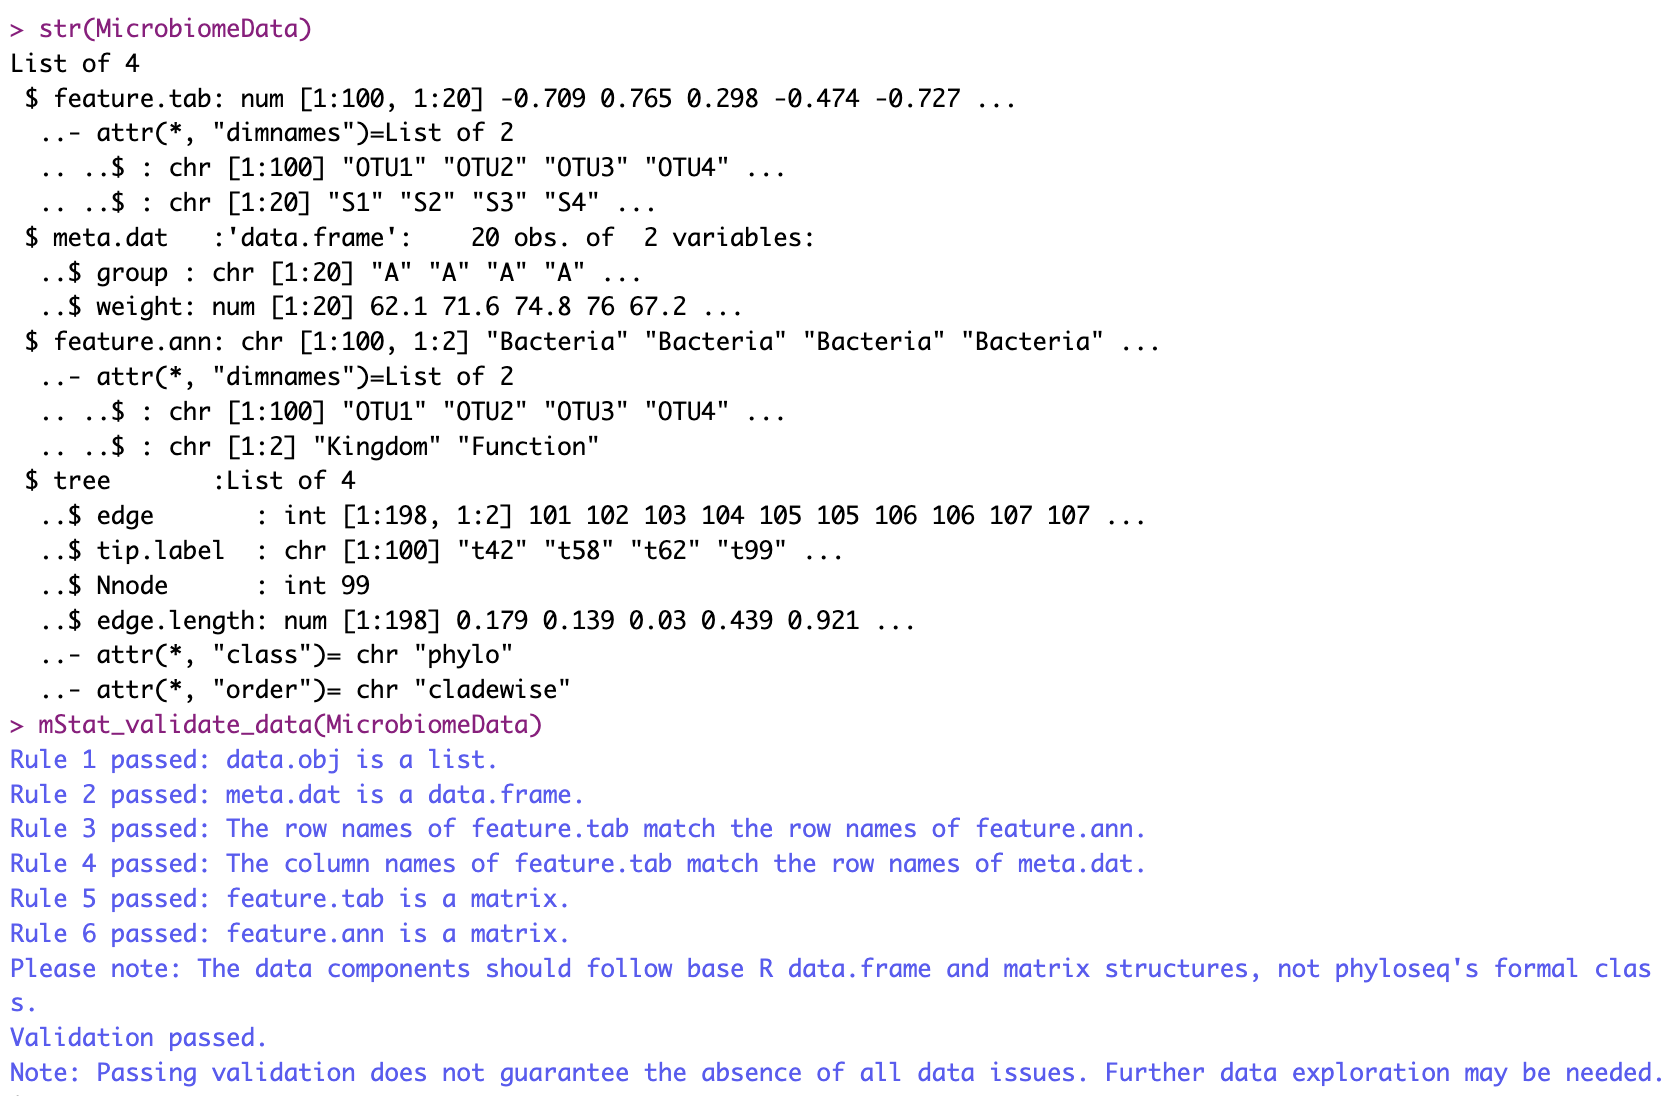 > str(MicrobiomeData)
List of 4
 $ feature.tab: num [1:100, 1:20] -0.709 0.765 0.298 -0.474 -0.727 ...
  ..- attr(*, "dimnames")=List of 2
  .. ..$ : chr [1:100] "OTU1" "OTU2" "OTU3" "OTU4" ...
  .. ..$ : chr [1:20] "S1" "S2" "S3" "S4" ...
 $ meta.dat   :'data.frame':    20 obs. of  2 variables:
  ..$ group : chr [1:20] "A" "A" "A" "A" ...
  ..$ weight: num [1:20] 62.1 71.6 74.8 76 67.2 ...
 $ feature.ann: chr [1:100, 1:2] "Bacteria" "Bacteria" "Bacteria" "Bacteria" ...
  ..- attr(*, "dimnames")=List of 2
  .. ..$ : chr [1:100] "OTU1" "OTU2" "OTU3" "OTU4" ...
  .. ..$ : chr [1:2] "Kingdom" "Function"
 $ tree       :List of 4
  ..$ edge       : int [1:198, 1:2] 101 102 103 104 105 105 106 106 107 107 ...
  ..$ tip.label  : chr [1:100] "t42" "t58" "t62" "t99" ...
  ..$ Nnode      : int 99
  ..$ edge.length: num [1:198] 0.179 0.139 0.03 0.439 0.921 ...
  ..- attr(*, "class")= chr "phylo"
  ..- attr(*, "order")= chr "cladewise"
> mStat_validate_data(MicrobiomeData)
Rule 1 passed: data.obj is a list.
Rule 2 passed: meta.dat is a data.frame.
Rule 3 passed: The row names of feature.tab match the row names of feature.ann.
Rule 4 passed: The column names of feature.tab match the row names of meta.dat.
Rule 5 passed: feature.tab is a matrix.
Rule 6 passed: feature.ann is a matrix.
Please note: The data components should follow base R data.frame and matrix structures, not phyloseq's formal clas
s.
Validation passed.
Note: Passing validation does not guarantee the absence of all data issues. Further data exploration may be needed.